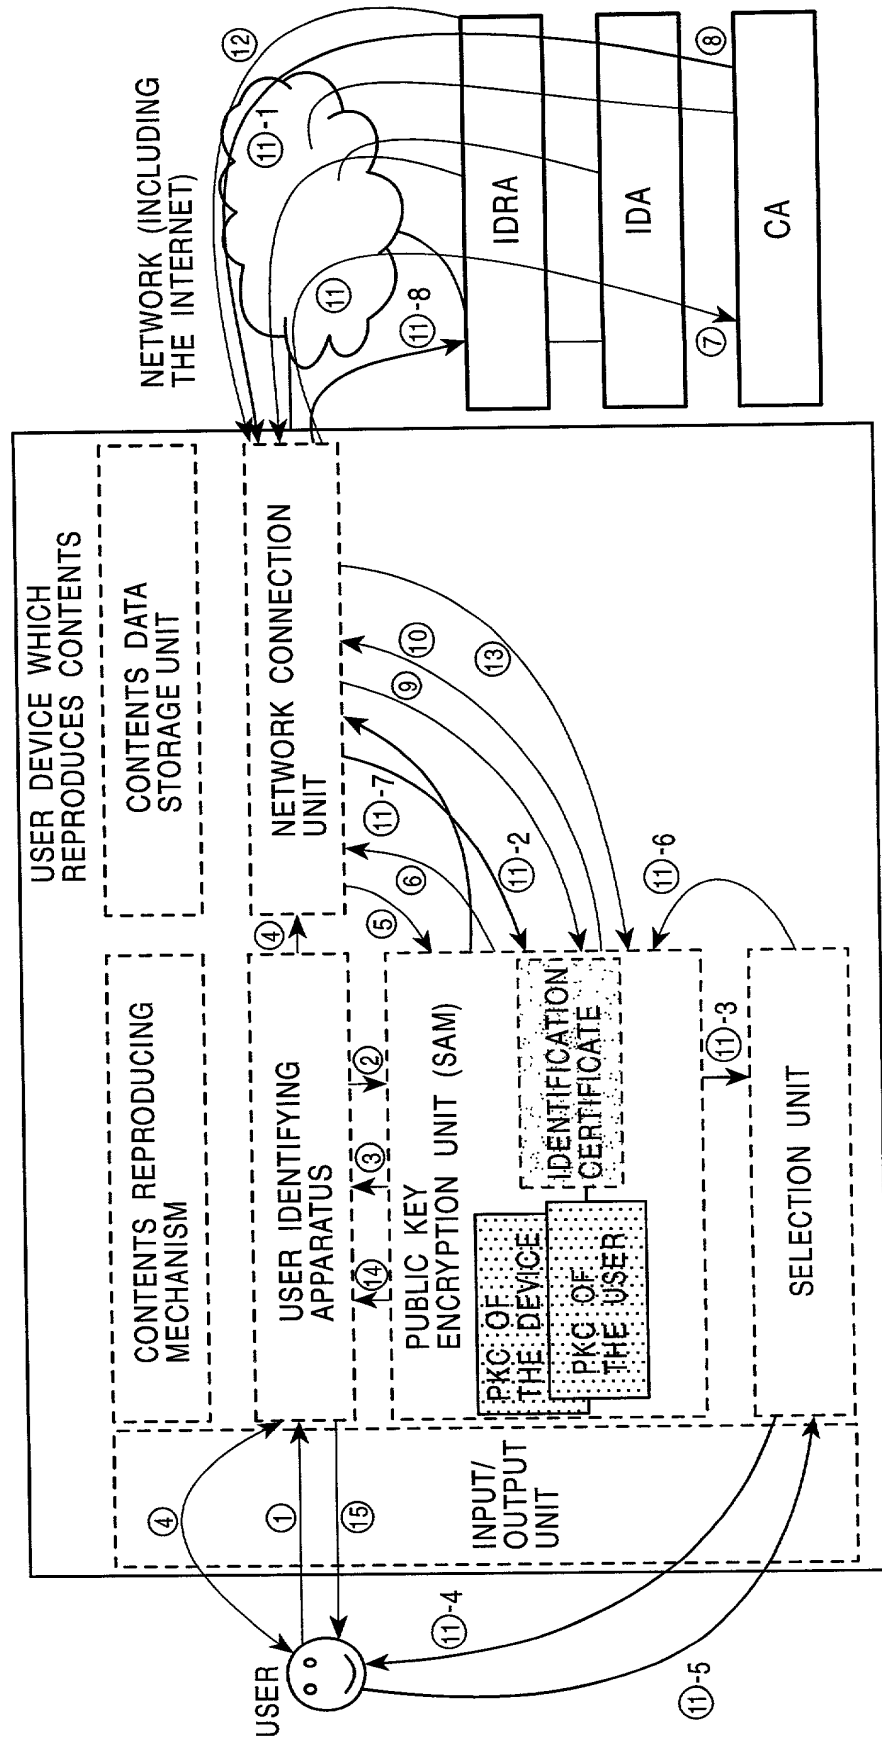 USER DEVICE WHICH
REPRODUCES CONTENTS
NETWORK (INCLUDING
THE INTERNET)
CONTENTS REPRODUCING
MECHANISM
CONTENTS DATA
STORAGE UNIT
USER IDENTIFYING
APPARATUS
NETWORK CONNECTION
UNIT
PUBLIC KEY
ENCRYPTION UNIT (SAM)
PKC OF
THE DEVICE
PKC OF
THE USER
IDENTIFICATION
CERTIFICATE
SELECTION UNIT
INPUT/
OUTPUT
UNIT
USER
IDRA
IDA
CA
④
①
⑮
⑪-4
⑪-5
④
②
③
⑭
⑤
⑥
⑪-7
⑪-2
⑨
⑩
⑬
⑪-6
⑪-3
⑫
⑪-1
⑪
⑪-8
⑦
⑧